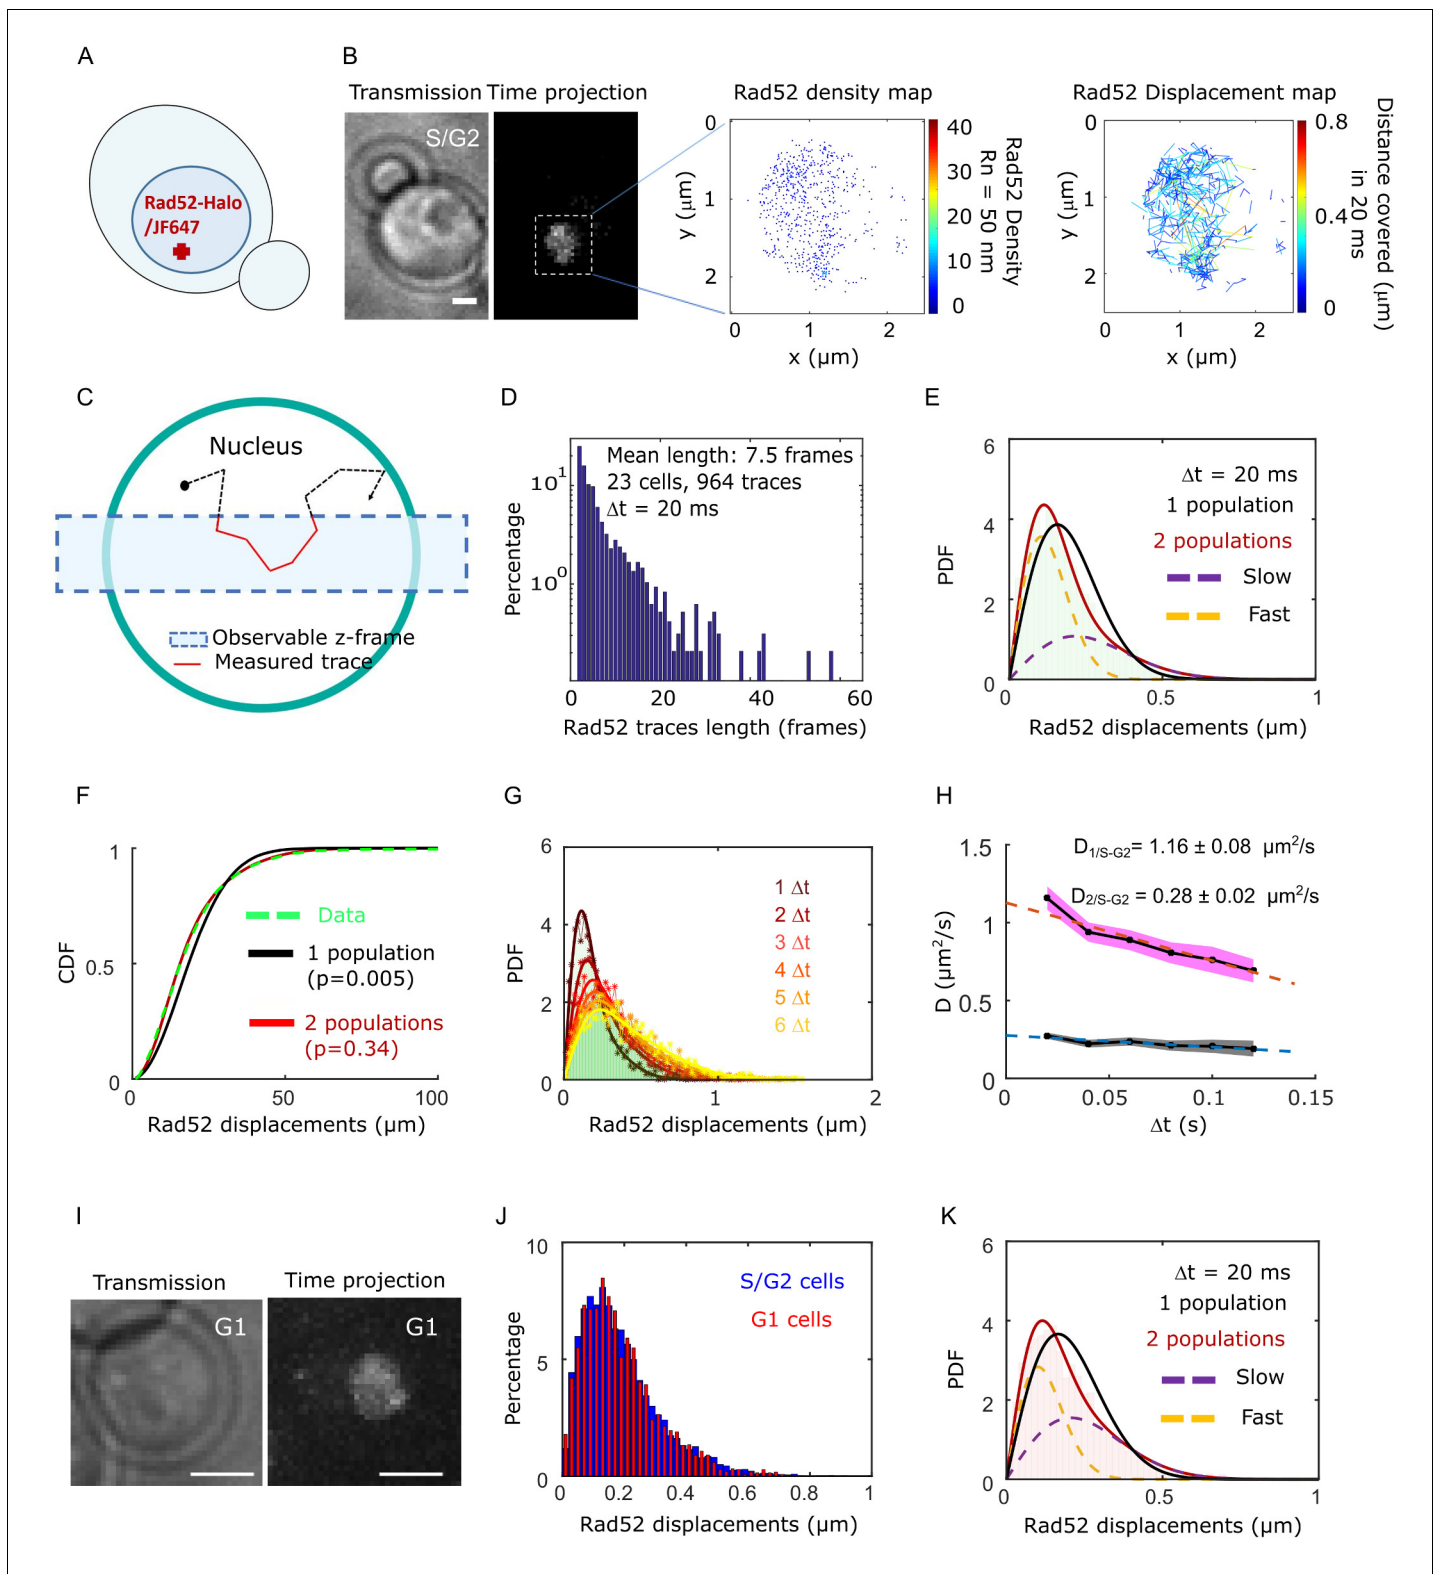 A
Rad52-Halo
/JF647
B
Transmission
Time projection
S/G2
Rad52 density map
0
1
2
y (µm)
0
1
2
x (µm)
40
30
20
10
0
Rad52 Density
Rn = 50 nm
Rad52 Displacement map
0
1
2
y (µm)
0
1
2
x (µm)
0.8
0.4
0
Distance covered (µm)
in 20 ms
C
Nucleus
Observable z-frame
Measured trace
D
Mean length: 7.5 frames
23 cells, 964 traces
Δt = 20 ms
10¹
10⁰
Percentage
0
20
40
60
Rad52 traces length (frames)
E
6
4
2
0
PDF
Δt = 20 ms
1 population
2 populations
Slow
Fast
0
0.5
1
Rad52 displacements (µm)
F
1
0.5
0
CDF
Data
1 population
(p=0.005)
2 populations
(p=0.34)
0
50
100
Rad52 displacements (µm)
G
6
4
2
0
PDF
1 Δt
2 Δt
3 Δt
4 Δt
5 Δt
6 Δt
0
1
2
Rad52 displacements (µm)
H
1.5
1
0.5
0
D (µm²/s)
D1/S-G2= 1.16 ± 0.08 µm²/s
D2/S-G2 = 0.28 ± 0.02 µm²/s
0
0.05
0.1
0.15
Δt (s)
I
Transmission
Time projection
G1
G1
J
10
5
0
Percentage
S/G2 cells
G1 cells
0
0.2
0.4
0.6
0.8
1
Rad52 displacements (µm)
K
6
4
2
0
PDF
Δt = 20 ms
1 population
2 populations
Slow
Fast
0
0.5
1
Rad52 displacements (µm)